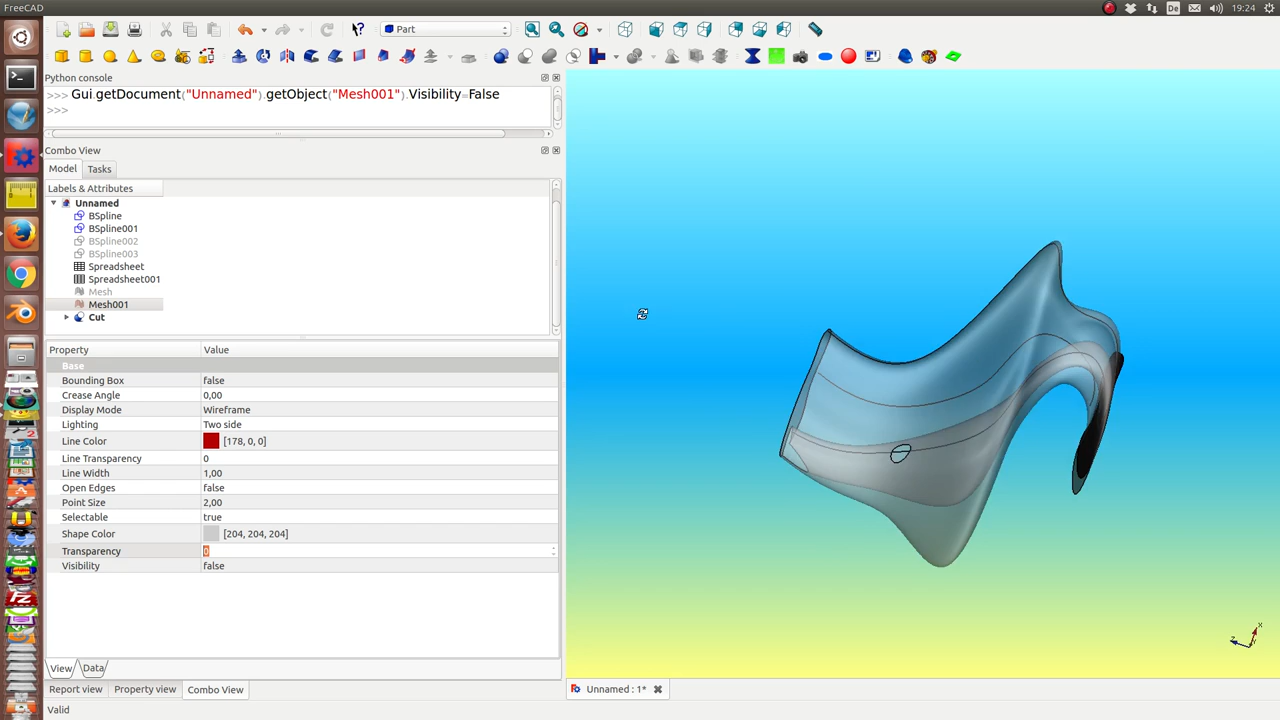 FreeCAD
De
19:24
Part
Python console
>>> Gui.getDocument("Unnamed").getObject("Mesh001").Visibility=False
>>>
Combo View
Model
Tasks
Labels & Attributes
Unnamed
BSpline
BSpline001
BSpline002
BSpline003
Spreadsheet
Spreadsheet001
Mesh
Mesh001
Cut
Property Value
Base
Bounding Box false
Crease Angle 0,00
Display Mode Wireframe
Lighting Two side
Line Color [178, 0, 0]
Line Transparency 0
Line Width 1,00
Open Edges false
Point Size 2,00
Selectable true
Shape Color [204, 204, 204]
Transparency 0
Visibility false
View
Data
Report view
Property view
Combo View
Unnamed : 1*
Valid